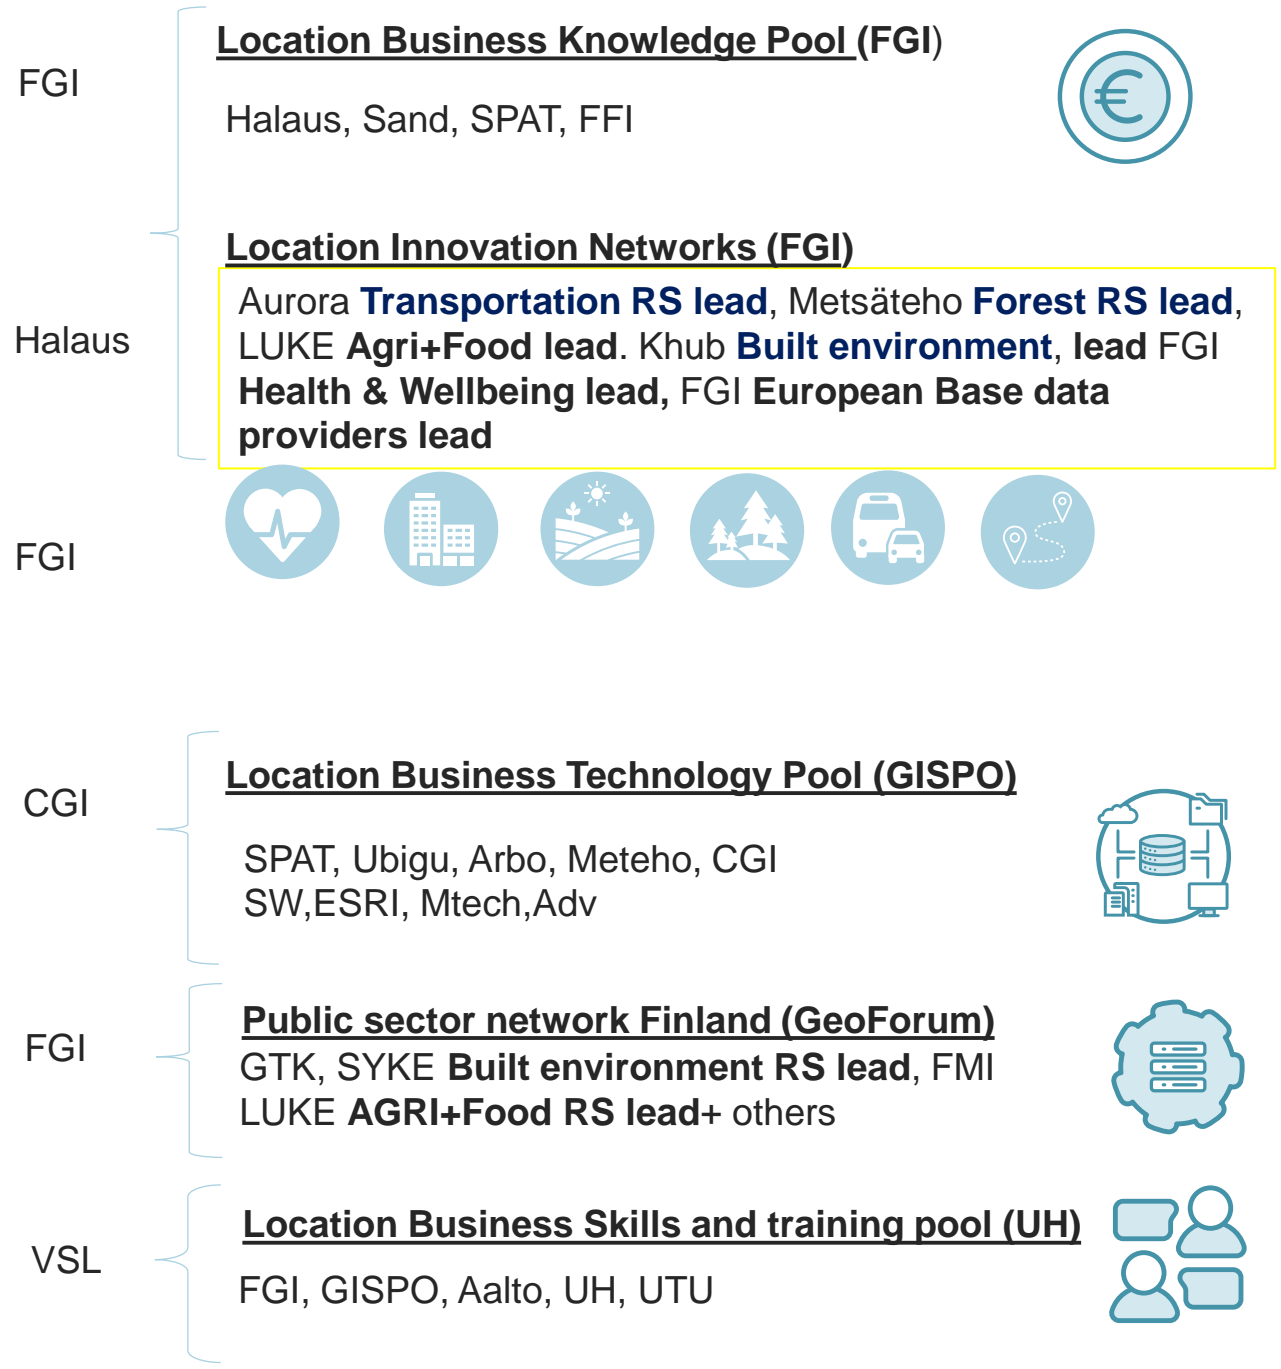 FGI
Location Business Knowledge Pool (FGI)
Halaus, Sand, SPAT, FFI
Halaus
Location Innovation Networks (FGI)
Aurora Transportation RS lead, Metsäteho Forest RS lead,
LUKE Agri+Food lead. Khub Built environment, lead FGI
Health & Wellbeing lead, FGI European Base data
providers lead
FGI
CGI
Location Business Technology Pool (GISPO)
SPAT, Ubigu, Arbo, Meteho, CGI
SW,ESRI, Mtech,Adv
FGI
Public sector network Finland (GeoForum)
GTK, SYKE Built environment RS lead, FMI
LUKE AGRI+Food RS lead+ others
VSL
Location Business Skills and training pool (UH)
FGI, GISPO, Aalto, UH, UTU